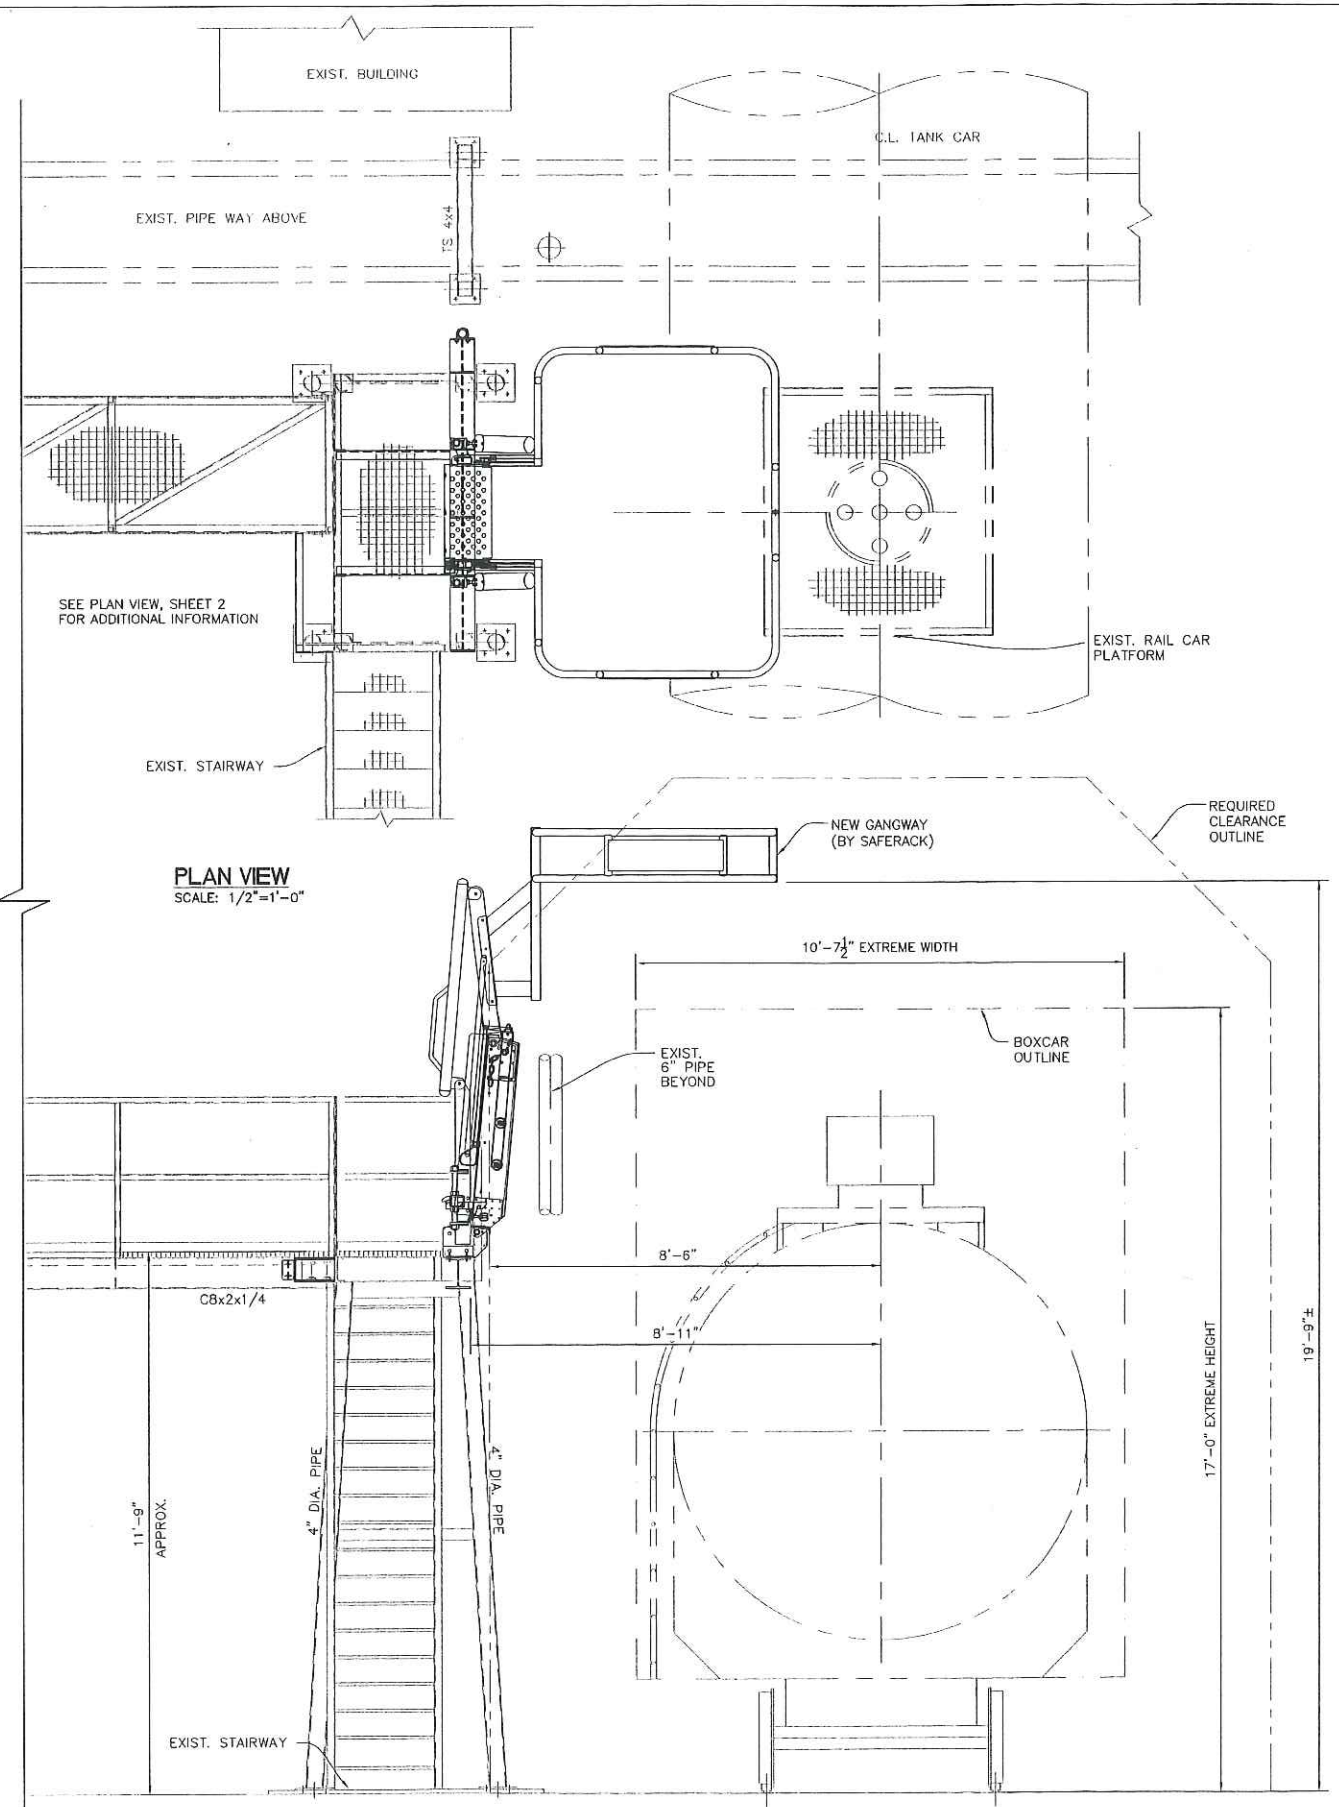 EXIST. BUILDING
C.L. TANK CAR
EXIST. PIPE WAY ABOVE
TS 4x4
SEE PLAN VIEW, SHEET 2
FOR ADDITIONAL INFORMATION
EXIST. RAIL CAR
PLATFORM
EXIST. STAIRWAY
PLAN VIEW
SCALE: 1/2"=1'-0"
NEW GANGWAY
(BY SAFERACK)
REQUIRED
CLEARANCE
OUTLINE
10'-7½" EXTREME WIDTH
BOXCAR
OUTLINE
EXIST.
6" PIPE
BEYOND
8'-6"
C8x2x1/4
8'-11"
17'-0" EXTREME HEIGHT
19'-9"±
4" DIA. PIPE
4" DIA. PIPE
11'-9"
APPROX.
EXIST. STAIRWAY